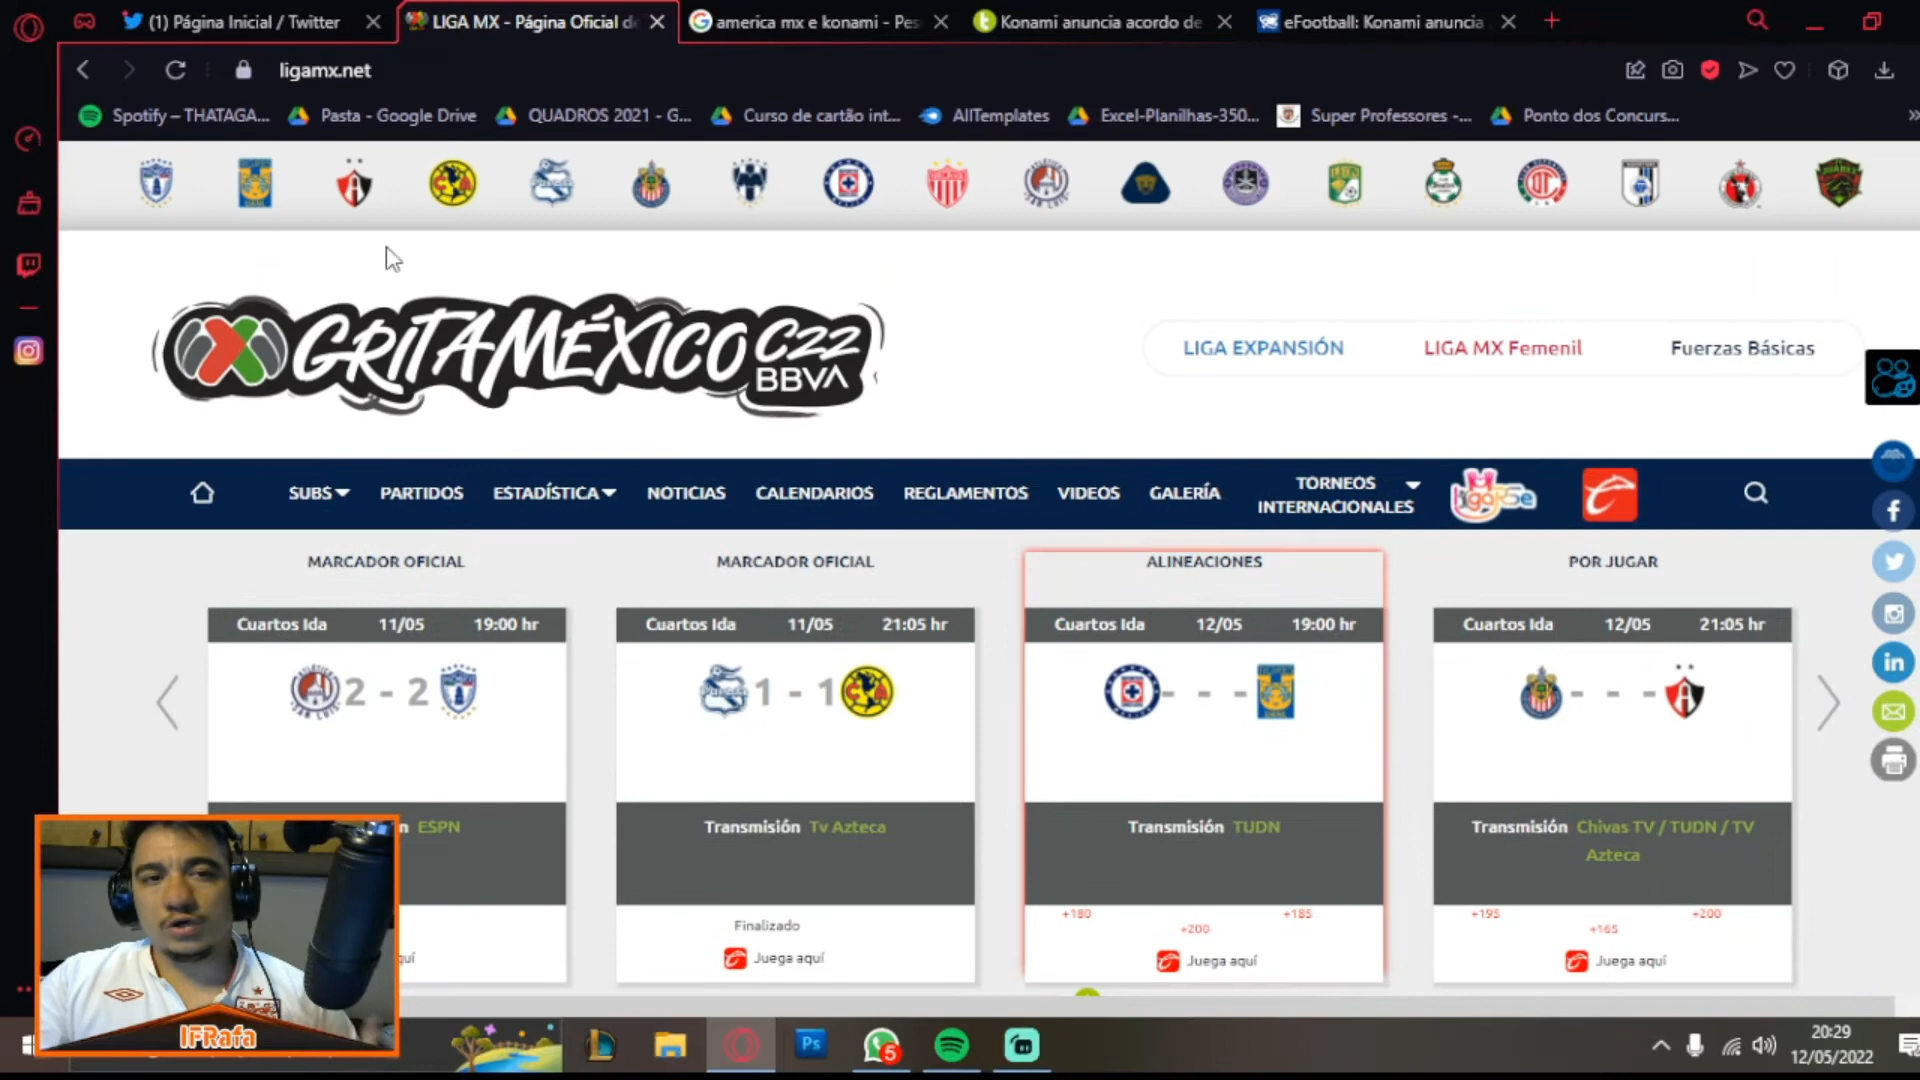 (1) Página Inicial / Twitter
LIGA MX - Página Oficial de
america mx e konami - Pes
Konami anuncia acordo de
eFootball: Konami anuncia
ligamx.net
Spotify – THATAGA...
Pasta - Google Drive
QUADROS 2021 - G...
Curso de cartão int...
AllTemplates
Excel-Planilhas-350...
Super Professores -...
Ponto dos Concurs...
GRITAMÉXICO C22
BBVA
LIGA EXPANSIÓN
LIGA MX Femenil
Fuerzas Básicas
SUBS
PARTIDOS
ESTADÍSTICA
NOTICIAS
CALENDARIOS
REGLAMENTOS
VIDEOS
GALERÍA
TORNEOS
INTERNACIONALES
MARCADOR OFICIAL
MARCADOR OFICIAL
ALINEACIONES
POR JUGAR
Cuartos Ida 11/05 19:00 hr
Cuartos Ida 11/05 21:05 hr
Cuartos Ida 12/05 19:00 hr
Cuartos Ida 12/05 21:05 hr
2 - 2
1 - 1
- - -
- - -
n ESPN
Transmisión Tv Azteca
Transmisión TUDN
Transmisión Chivas TV / TUDN / TV
Azteca
Finalizado
+180
+200
+185
+195
+165
+200
quí
Juega aquí
Juega aquí
Juega aquí
IFRafa
Ps
5
20:29
12/05/2022